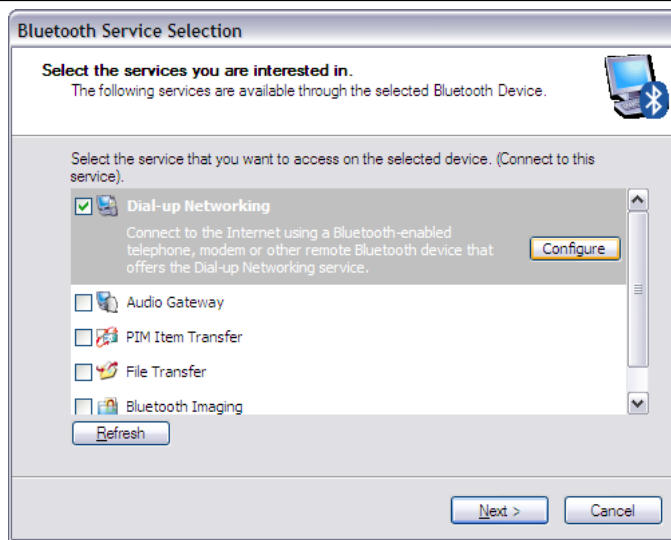 Bluetooth Service Selection
Select the services you are interested in.
The following services are available through the selected Bluetooth Device.
Select the service that you want to access on the selected device. (Connect to this
service).
Dial-up Networking
Connect to the Internet using a Bluetooth-enabled
telephone, modem or other remote Bluetooth device that
offers the Dial-up Networking service.
Configure
Audio Gateway
PIM Item Transfer
File Transfer
Bluetooth Imaging
Refresh
Next >
Cancel